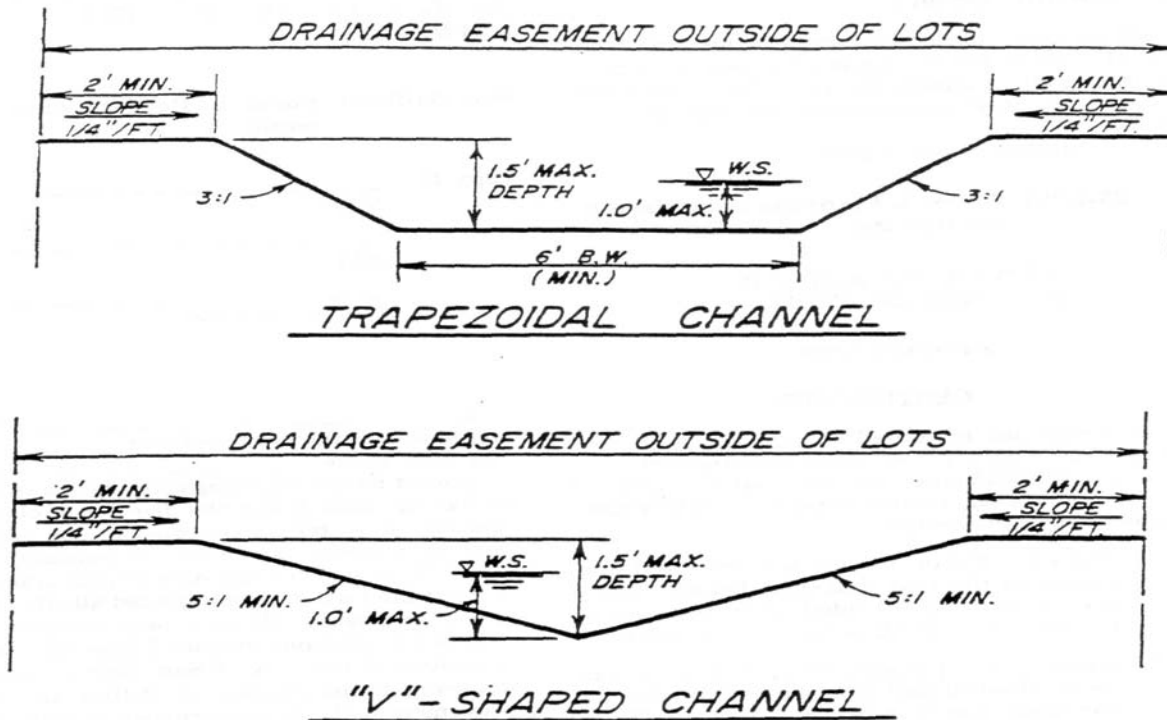 DRAINAGE EASEMENT OUTSIDE OF LOTS
2' MIN.
SLOPE
1/4"/FT.
2' MIN.
SLOPE
1/4"/FT.
3:1
1.5' MAX.
DEPTH
W.S.
1.0' MAX.
3:1
6' B.W.
(MIN.)
TRAPEZOIDAL CHANNEL
DRAINAGE EASEMENT OUTSIDE OF LOTS
2' MIN.
SLOPE
1/4"/FT.
2' MIN.
SLOPE
1/4"/FT.
5:1 MIN.
W.S.
1.0' MAX.
1.5' MAX.
DEPTH
5:1 MIN.
"V"-SHAPED CHANNEL